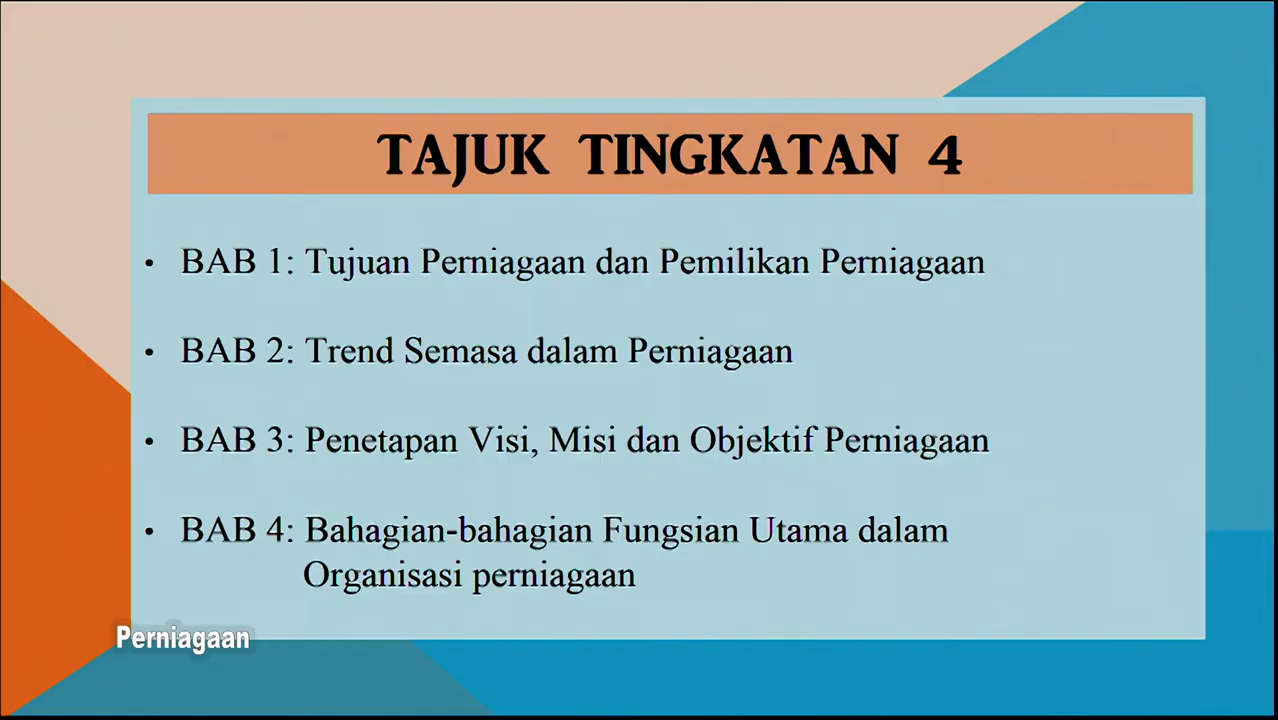 TAJUK TINGKATAN 4
• BAB 1: Tujuan Perniagaan dan Pemilikan Perniagaan
• BAB 2: Trend Semasa dalam Perniagaan
• BAB 3: Penetapan Visi, Misi dan Objektif Perniagaan
• BAB 4: Bahagian-bahagian Fungsian Utama dalam
Organisasi perniagaan
Perniagaan